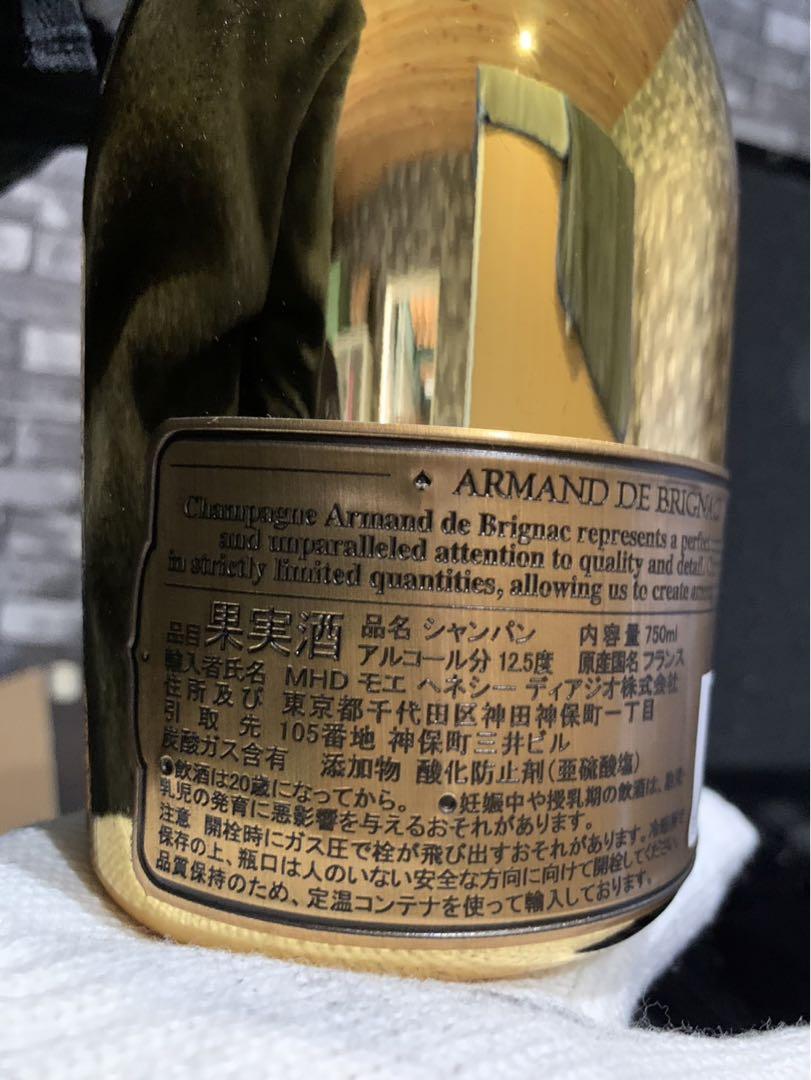 ♠ ARMAND DE BRIGNAC
Champagne Armand de Brignac represents a perfect
and unparalleled attention to quality and detail.
in strictly limited quantities, allowing us to create
品目 果実酒 品名 シャンパン 内容量 750ml
アルコール分 12.5度 原産国名 フランス
輸入者氏名 MHD モエ ヘネシー ディアジオ株式会社
住所及び 東京都千代田区神田神保町一丁目
引取先 105番地 神保町三井ビル
炭酸ガス含有 添加物 酸化防止剤(亜硫酸塩)
●飲酒は20歳になってから。 ●妊娠中や授乳期の飲酒は、胎児
乳児の発育に悪影響を与えるおそれがあります。
注意 開栓時にガス圧で栓が飛び出すおそれがあります。
保存の上、瓶口は人のいない安全な方向に向けて開栓してください。
品質保持のため、定温コンテナを使って輸入しております。